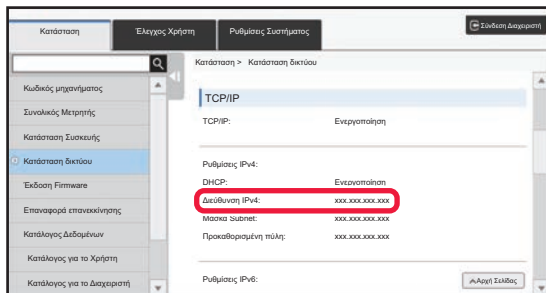 Κατάσταση
Έλεγχος Χρήστη
Ρυθμίσεις Συστήματος
Σύνδεση Διαχειριστή
Κατάσταση > Κατάσταση δικτύου
Κωδικός μηχανήματος
Συνολικός Μετρητής
Κατάσταση Συσκευής
Κατάσταση δικτύου
Έκδοση Firmware
Επαναφορά επανεκκίνησης
Κατάλογος Δεδομένων
Κατάλογος για το Χρήστη
Κατάλογος για το Διαχειριστή
TCP/IP
TCP/IP: Ενεργοποίηση
Ρυθμίσεις IPv4:
DHCP: Ενεργοποίηση
Διεύθυνση IPv4: xxx.xxx.xxx.xxx
Μάσκα Subnet: xxx.xxx.xxx.xxx
Προκαθορισμένη πύλη: xxx.xxx.xxx.xxx
Ρυθμίσεις IPv6:
Αρχή Σελίδας